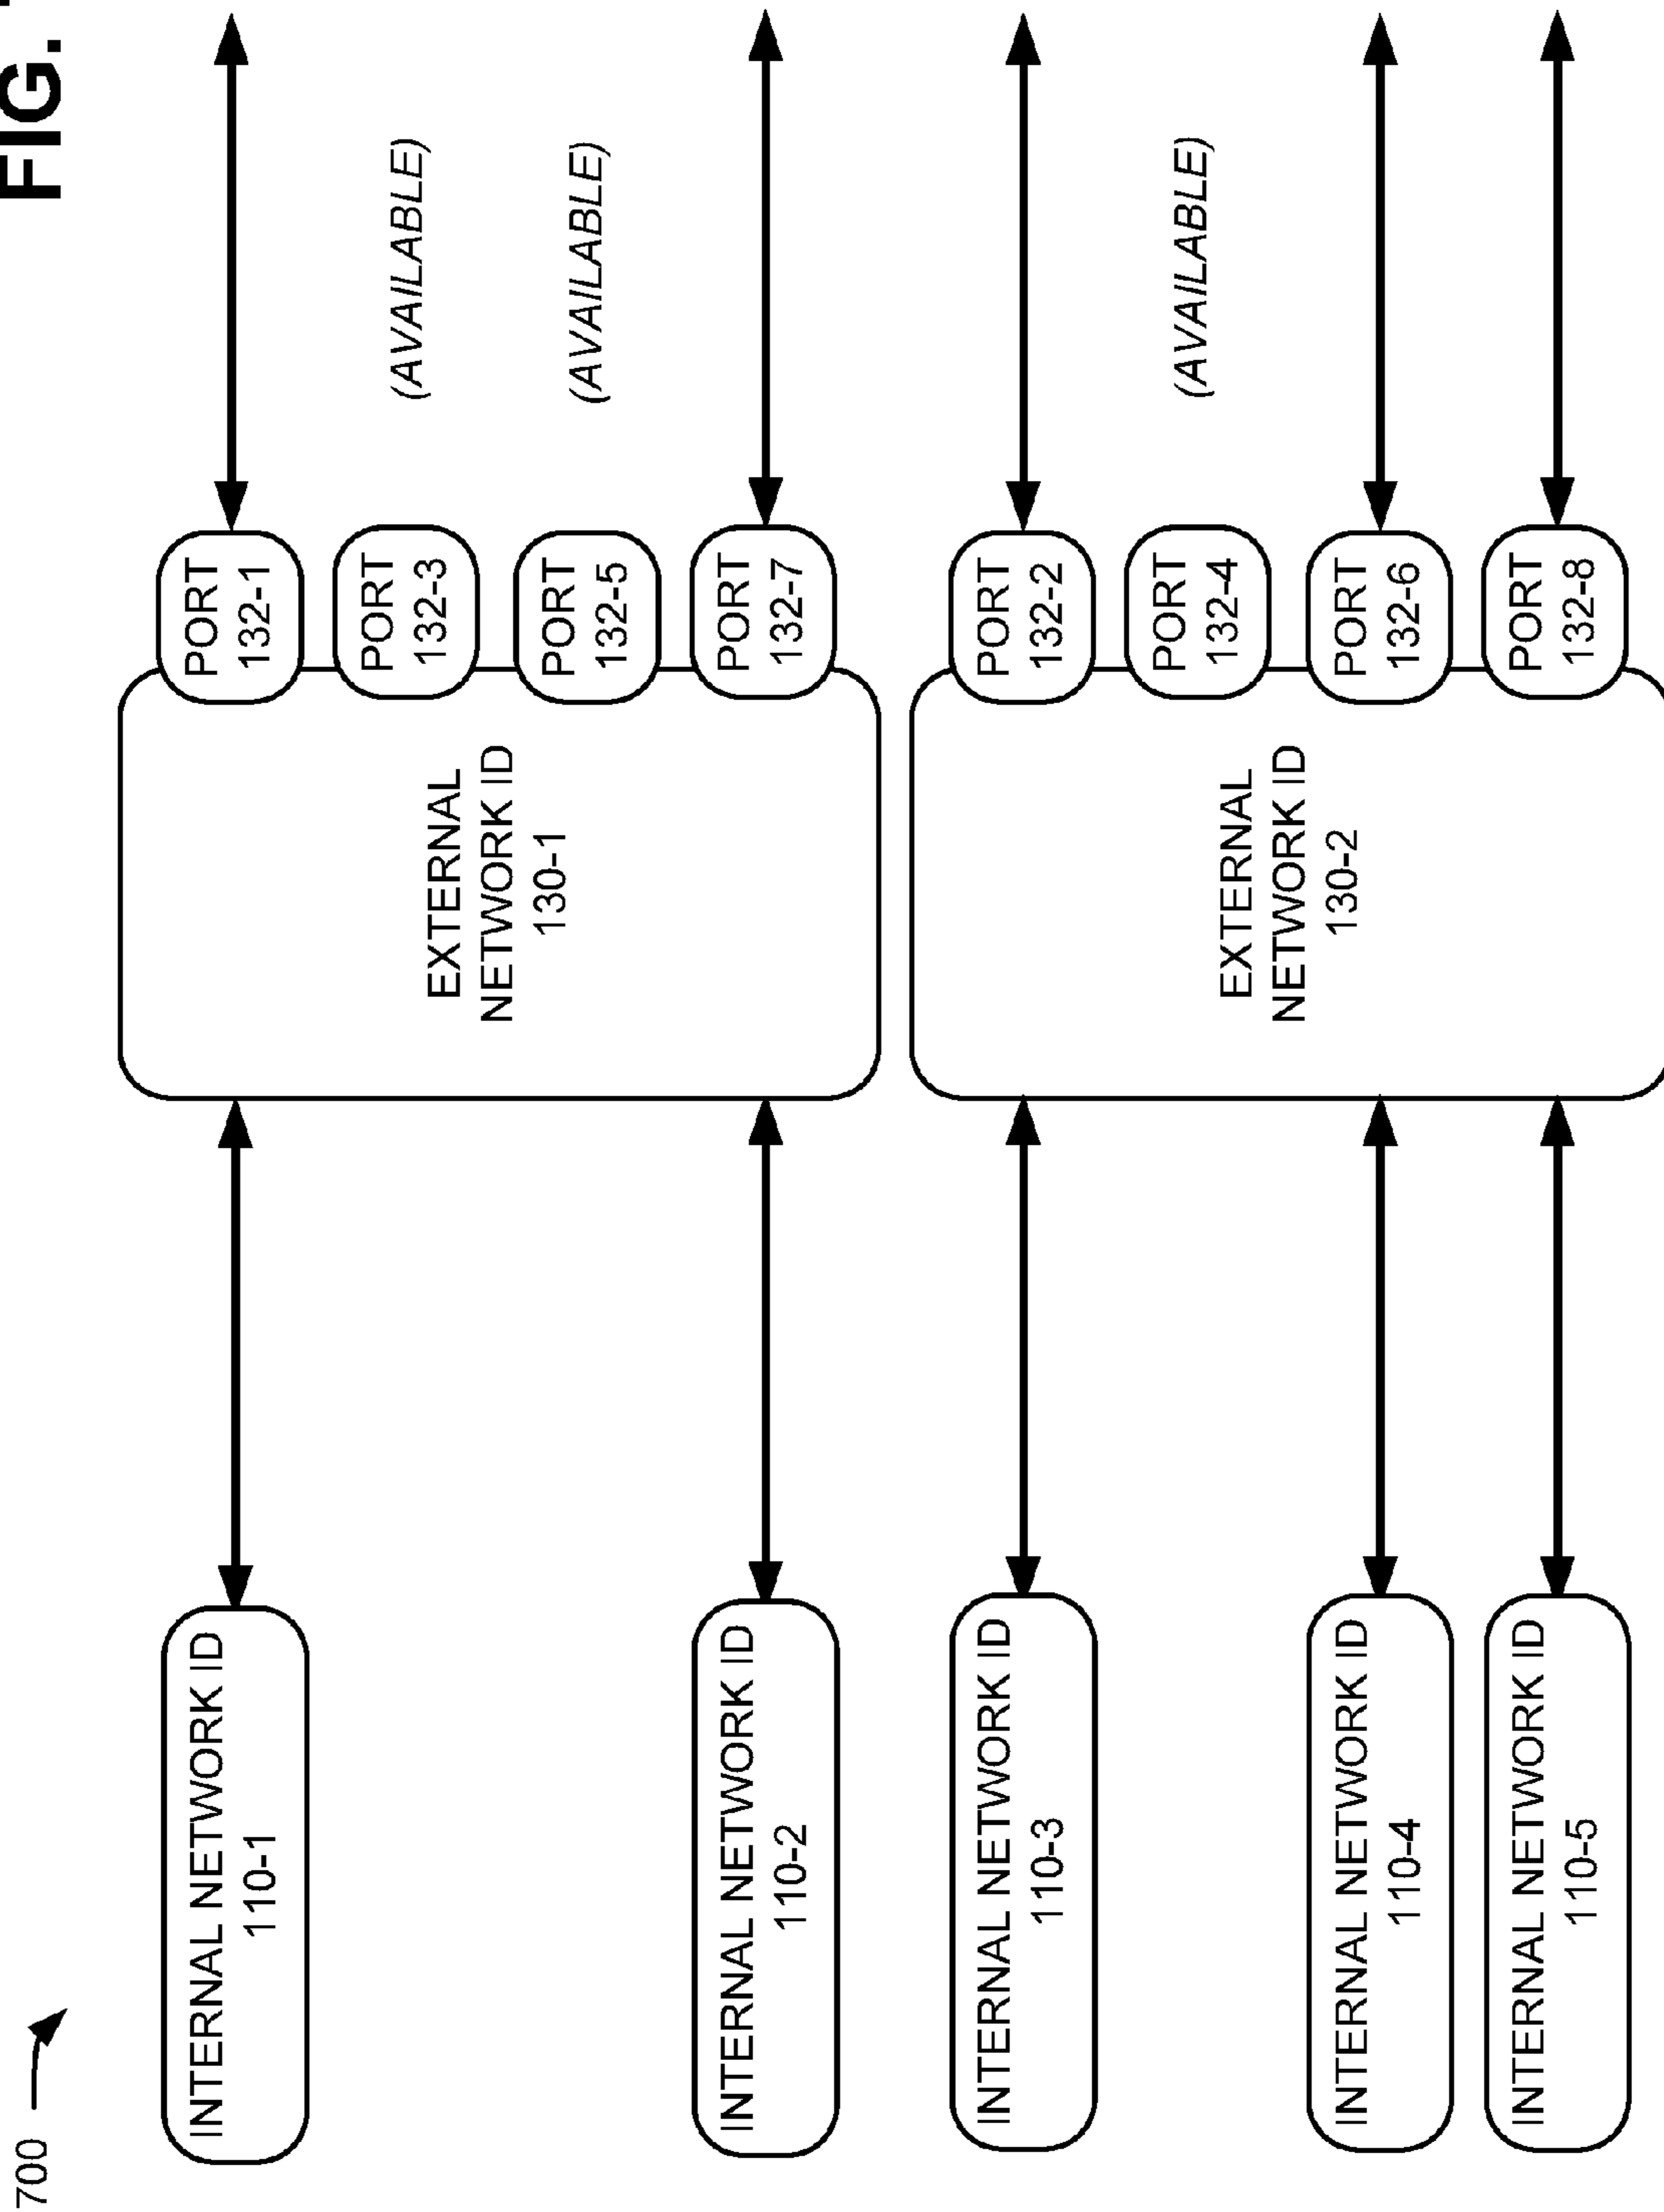 FIG.
700
INTERNAL NETWORK ID
110-1
INTERNAL NETWORK ID
110-2
INTERNAL NETWORK ID
110-3
INTERNAL NETWORK ID
110-4
INTERNAL NETWORK ID
110-5
EXTERNAL
NETWORK ID
130-1
EXTERNAL
NETWORK ID
130-2
PORT
132-1
PORT
132-3
PORT
132-5
PORT
132-7
PORT
132-2
PORT
132-4
PORT
132-6
PORT
132-8
(AVAILABLE)
(AVAILABLE)
(AVAILABLE)